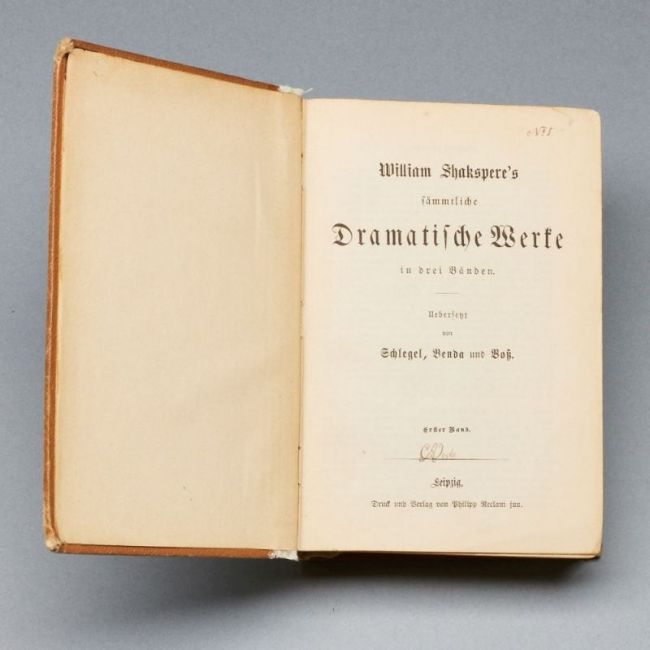 William Shakspere's
sämmtliche
Dramatische Werke
in drei Bänden.
Uebersetzt
von
Schlegel, Benda und Voß.
Erster Band.
Leipzig.
Druck und Verlag von Philipp Reclam jun.